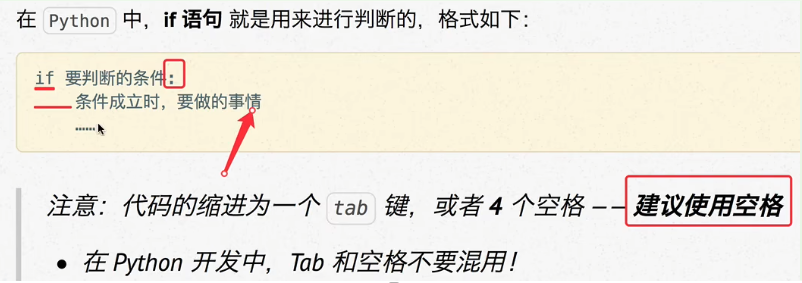 在 Python 中，if 语句 就是用来进行判断的，格式如下：
if 要判断的条件：
条件成立时，要做的事情
……
注意：代码的缩进为一个 tab 键，或者 4 个空格 —— 建议使用空格
• 在 Python 开发中，Tab 和空格不要混用！